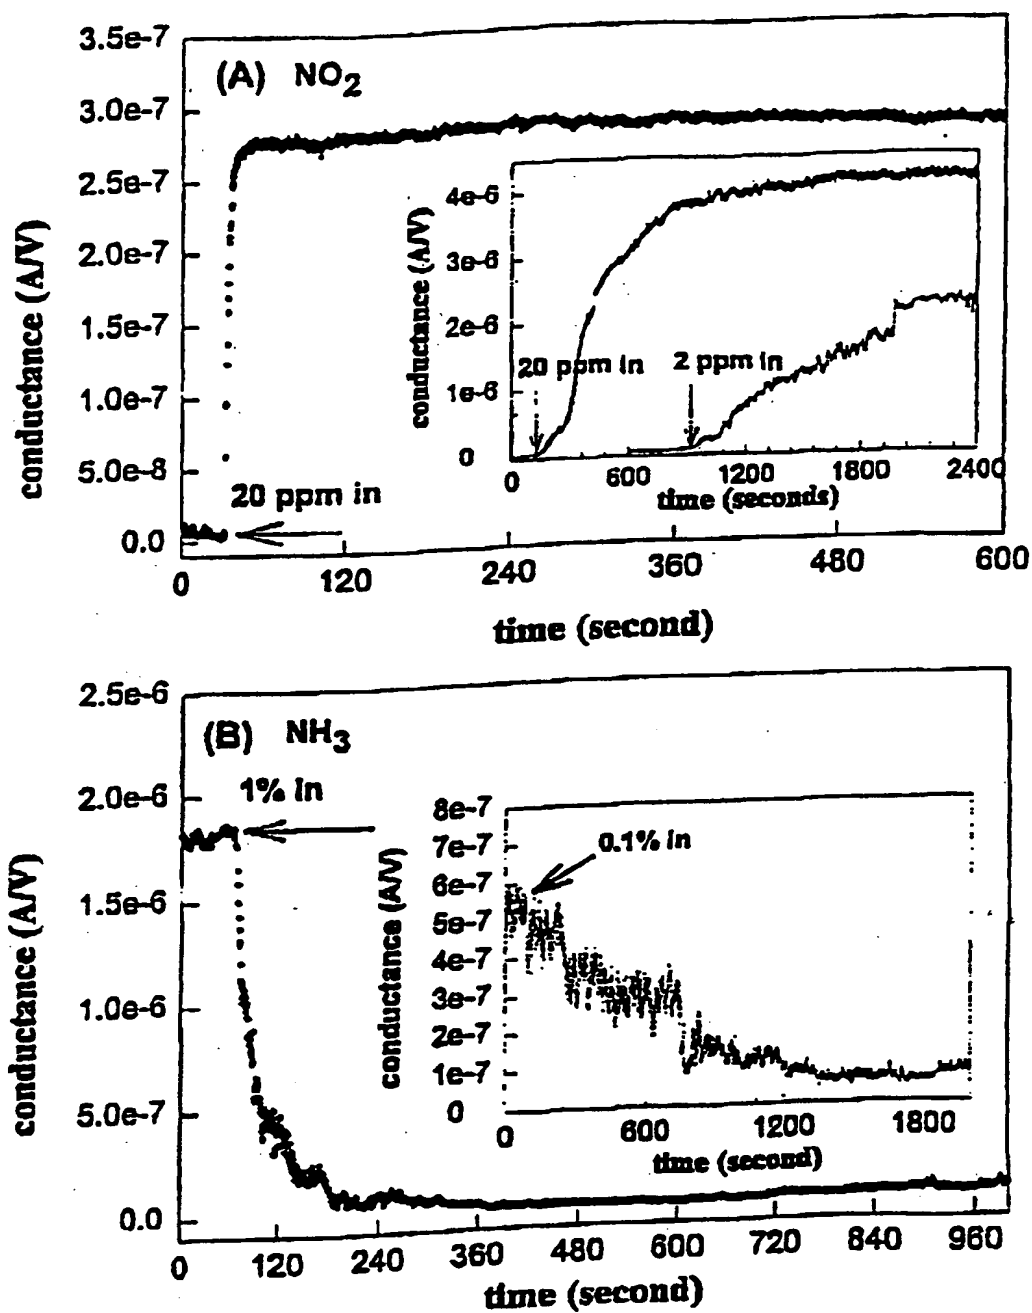 3.5e-7
(A) NO2
3.0e-7
2.5e-7
2.0e-7
1.5e-7
1.0e-7
5.0e-8
0.0
conductance (A/V)
20 ppm in
0 120 240 360 480 600
time (second)
4e-6
3e-6
2e-6
1e-6
0
conductance (A/V)
20 ppm in 2 ppm in
0 600 1200 1800 2400
time (seconds)
2.5e-6
(B) NH3
1% in
2.0e-6
1.5e-6
1.0e-6
5.0e-7
0.0
conductance (A/V)
0 120 240 360 480 600 720 840 960
time (second)
8e-7
7e-7
6e-7
5e-7
4e-7
3e-7
2e-7
1e-7
0
conductance (A/V)
0.1% in
0 600 1200 1800
time (second)